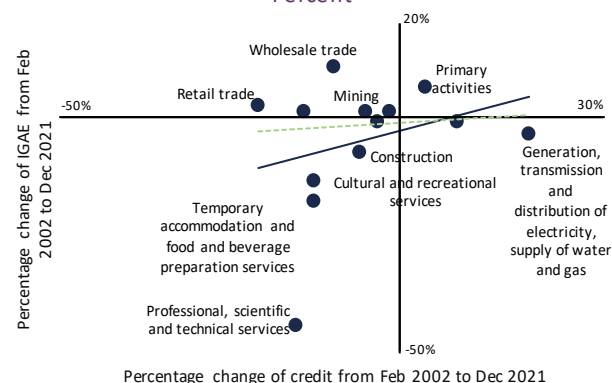 Percent
20%
Wholesale trade
Primary
activities
Retail trade
Mining
-50%
30%
Construction
Cultural and recreational
services
Generation,
transmission
and
distribution of
electricity,
supply of water
and gas
Temporary
accommodation and
food and beverage
preparation services
Professional, scientific
and technical services
-50%
Percentage change of IGAE from Feb
2002 to Dec 2021
Percentage change of credit from Feb 2002 to Dec 2021